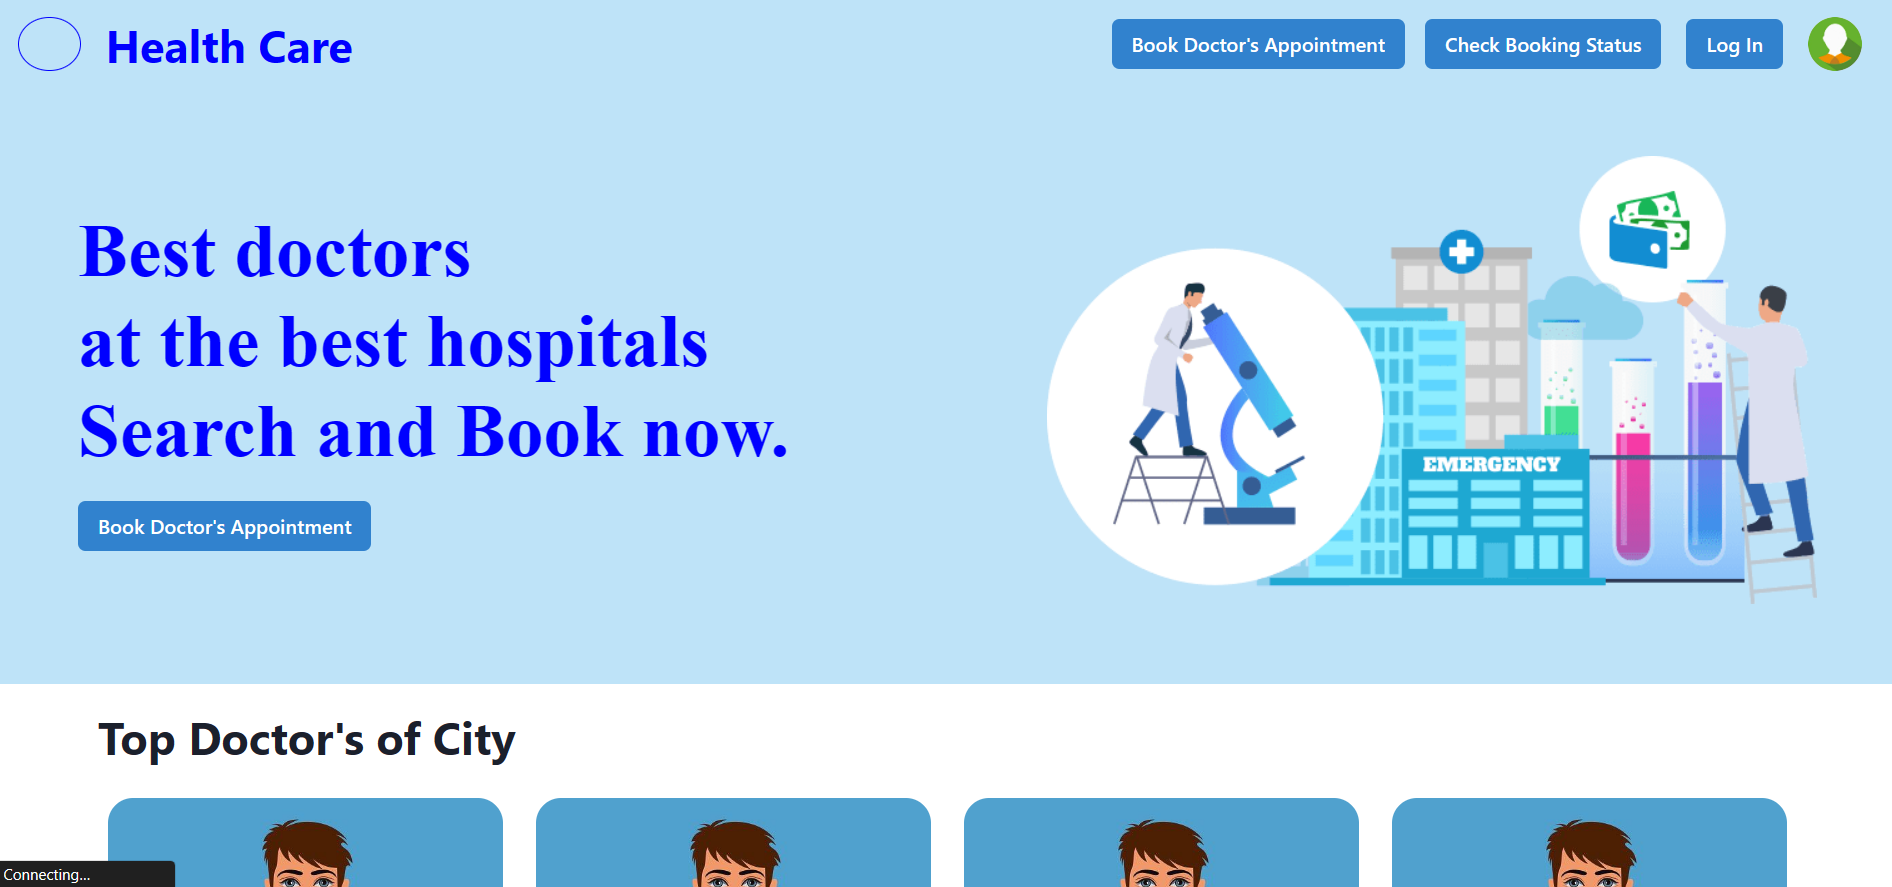 Health Care
Book Doctor's Appointment
Check Booking Status
Log In
Best doctors
at the best hospitals
Search and Book now.
Book Doctor's Appointment
EMERGENCY
Top Doctor's of City
Connecting...